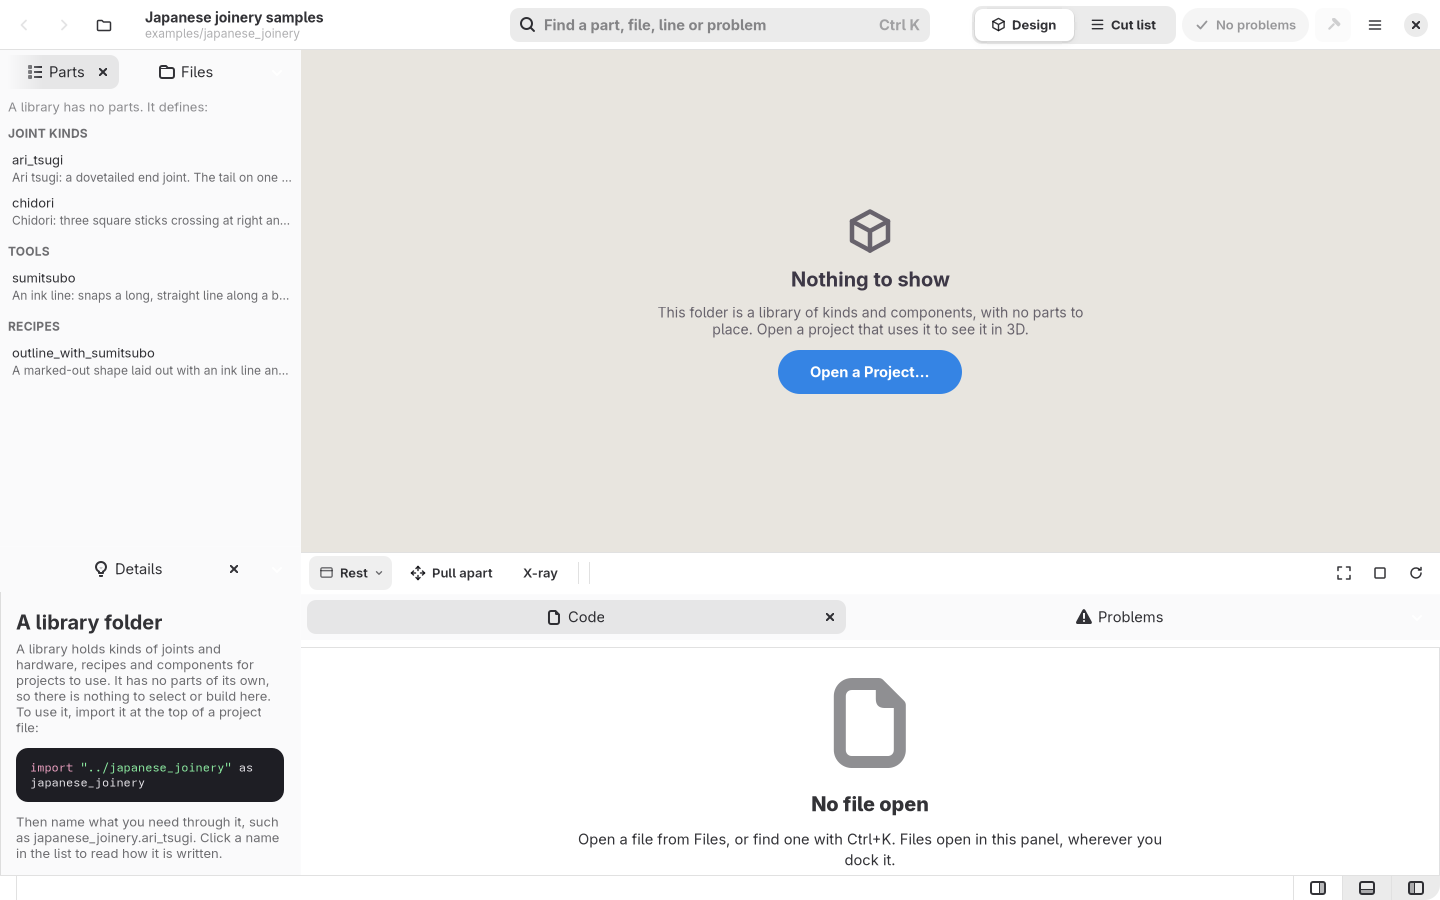 Japanese joinery samples
examples/japanese_joinery
Find a part, file, line or problem
Ctrl K
Design
Cut list
No problems
Parts
Files
A library has no parts. It defines:
JOINT KINDS
ari_tsugi
Ari tsugi: a dovetailed end joint. The tail on one ...
chidori
Chidori: three square sticks crossing at right an...
TOOLS
sumitsubo
An ink line: snaps a long, straight line along a b...
RECIPES
outline_with_sumitsubo
A marked-out shape laid out with an ink line an...
Nothing to show
This folder is a library of kinds and components, with no parts to
place. Open a project that uses it to see it in 3D.
Open a Project...
Rest
Pull apart
X-ray
Details
A library folder
A library holds kinds of joints and
hardware, recipes and components for
projects to use. It has no parts of its own,
so there is nothing to select or build here.
To use it, import it at the top of a project
file:
import "../japanese_joinery" as
japanese_joinery
Then name what you need through it, such
as japanese_joinery.ari_tsugi. Click a name
in the list to read how it is written.
Code
Problems
No file open
Open a file from Files, or find one with Ctrl+K. Files open in this panel, wherever you
dock it.